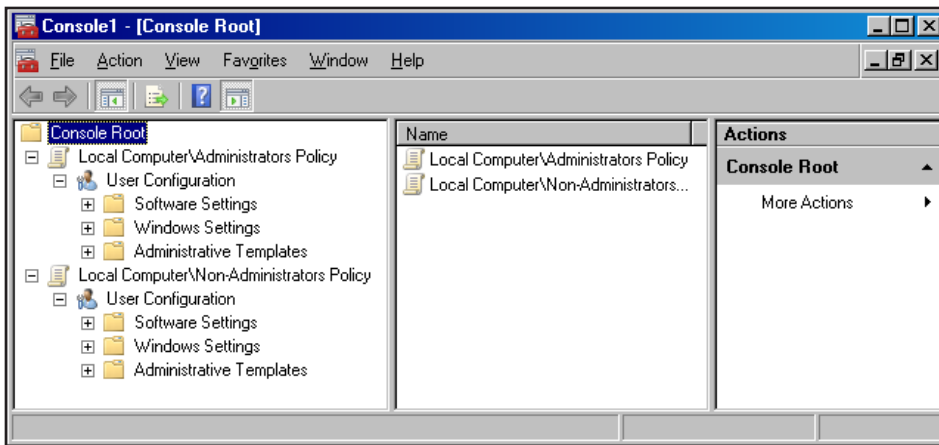 Console1 - [Console Root]
File Action View Favorites Window Help
Console Root
Local Computer\Administrators Policy
User Configuration
Software Settings
Windows Settings
Administrative Templates
Local Computer\Non-Administrators Policy
User Configuration
Software Settings
Windows Settings
Administrative Templates
Name
Local Computer\Administrators Policy
Local Computer\Non-Administrators...
Actions
Console Root
More Actions